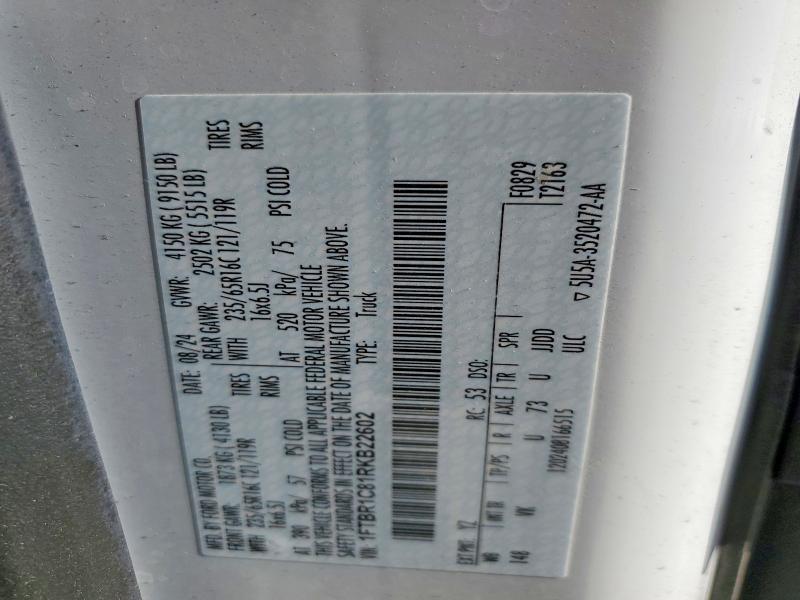 MFD. BY FORD MOTOR CO. DATE: 08/24 GVWR: 4150 KG ( 9150 LB)
FRONT GAWR: 1873 KG ( 4130 LB) REAR GAWR: 2502 KG ( 5515 LB)
WITH 235/65R16C 121/119R TIRES WITH 235/65R16C 121/119R TIRES
16x6.5J RIMS 16x6.5J RIMS
AT 390 kPa/ 57 PSI COLD AT 520 kPa/ 75 PSI COLD
THIS VEHICLE CONFORMS TO ALL APPLICABLE FEDERAL MOTOR VEHICLE
SAFETY STANDARDS IN EFFECT ON THE DATE OF MANUFACTURE SHOWN ABOVE.
VIN: 1FTBR1C81RKB22602 TYPE: Truck
EXT PNT: YZ RC: 53 DSO: F0829
WB INT TR TP/PS R AXLE TR SPR T2163
148 VK U 73 U JJDD
1202408166515 ULC ▽ 5U5A-3520472-AA